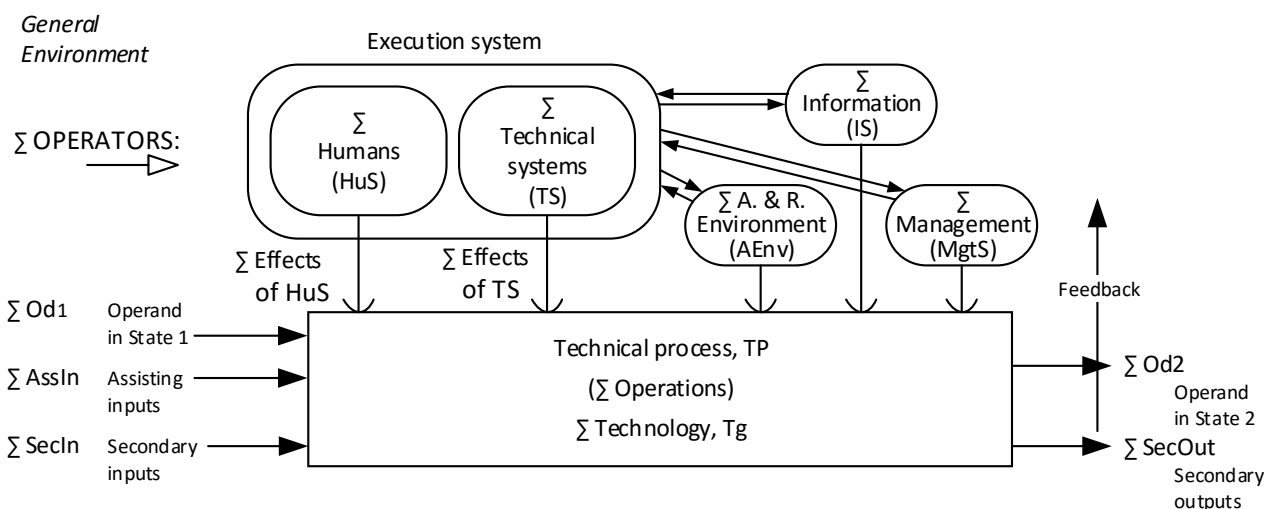 General
Environment
Execution system
∑ OPERATORS:
∑
Humans
(HuS)
∑
Technical
systems
(TS)
∑
Information
(IS)
∑ A. & R.
Environment
(AEnv)
∑
Management
(MgtS)
∑ Effects
of HuS
∑ Effects
of TS
Feedback
∑ Od1
Operand
in State 1
∑ AssIn
Assisting
inputs
∑ SecIn
Secondary
inputs
Technical process, TP
(∑ Operations)
∑ Technology, Tg
∑ Od2
Operand
in State 2
∑ SecOut
Secondary
outputs